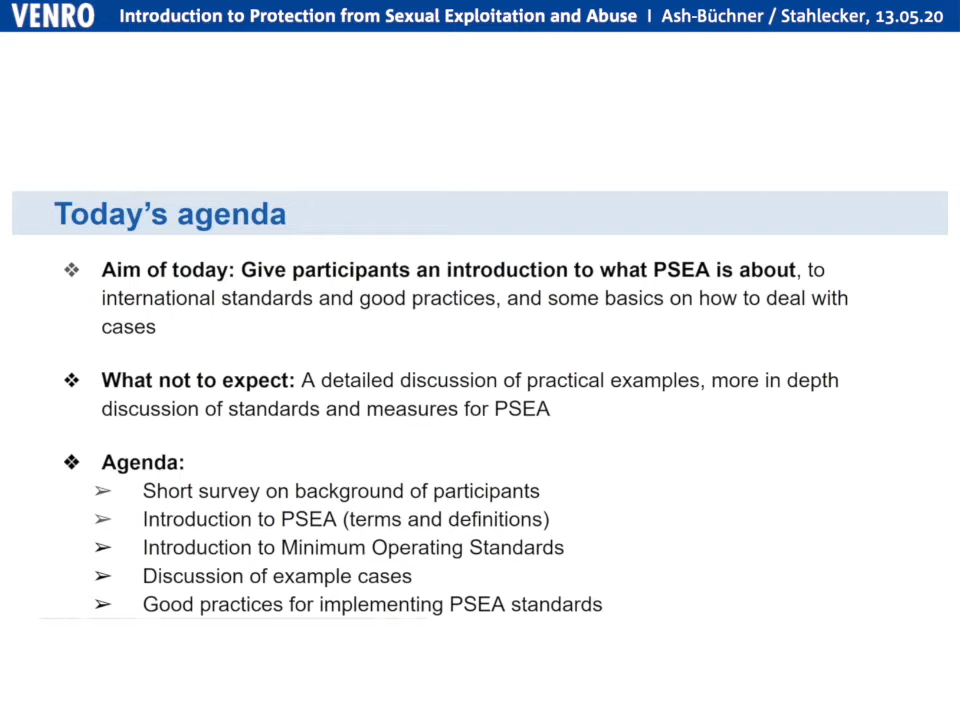 VENRO Introduction to Protection from Sexual Exploitation and Abuse I Ash-Büchner / Stahlecker, 13.05.20
Today's agenda
❖ Aim of today: Give participants an introduction to what PSEA is about, to
international standards and good practices, and some basics on how to deal with
cases
❖ What not to expect: A detailed discussion of practical examples, more in depth
discussion of standards and measures for PSEA
❖ Agenda:
➢ Short survey on background of participants
➢ Introduction to PSEA (terms and definitions)
➢ Introduction to Minimum Operating Standards
➢ Discussion of example cases
➢ Good practices for implementing PSEA standards